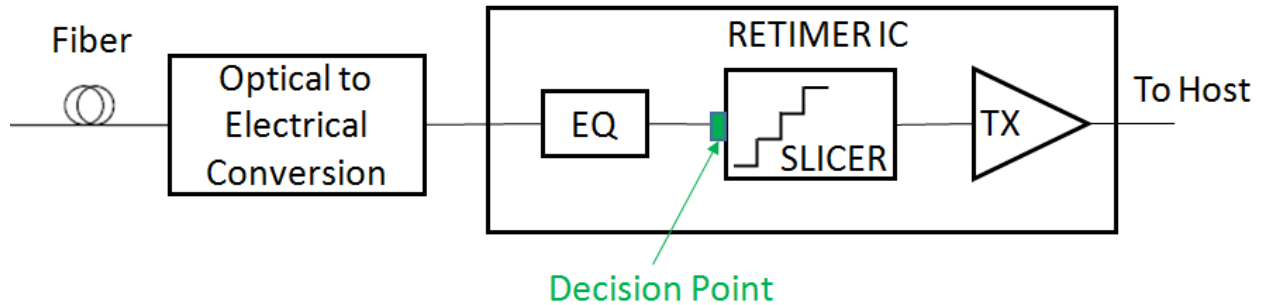 Fiber
Optical to
Electrical
Conversion
RETIMER IC
EQ
SLICER
TX
To Host
Decision Point